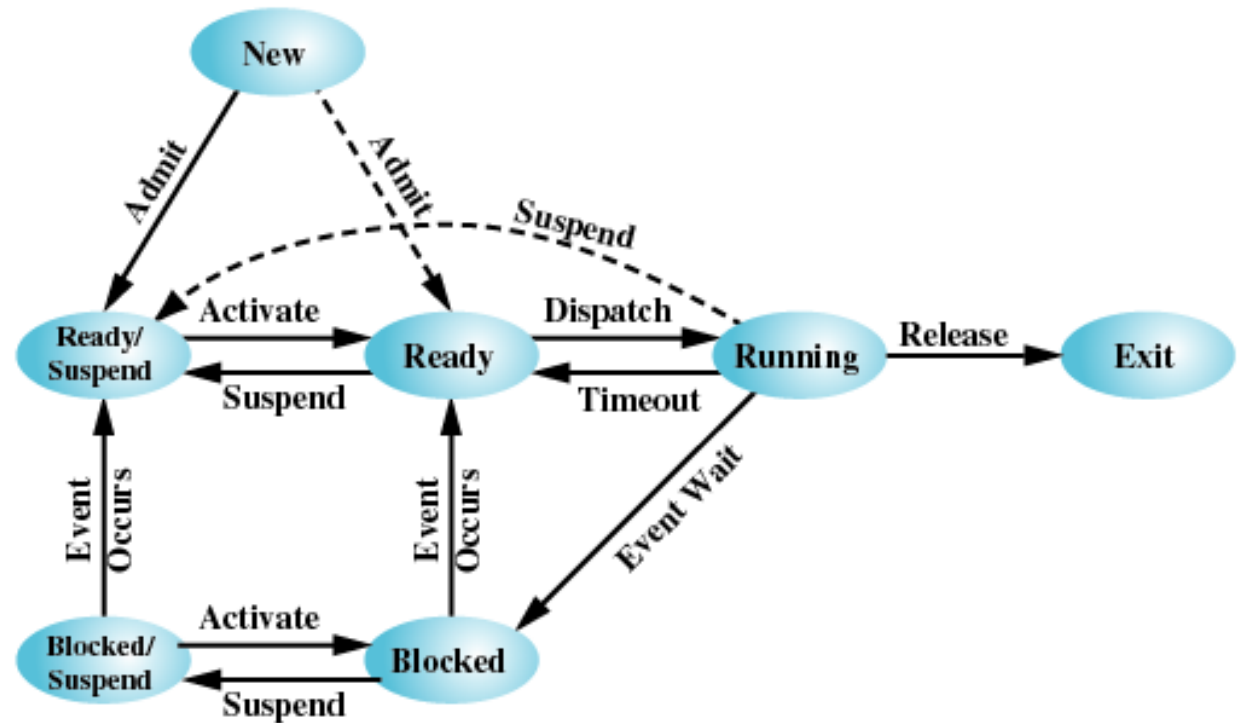 New
Admit
Admit
Suspend
Ready/
Suspend
Activate
Suspend
Ready
Dispatch
Timeout
Running
Release
Exit
Event
Occurs
Event
Occurs
Event Wait
Blocked/
Suspend
Activate
Suspend
Blocked